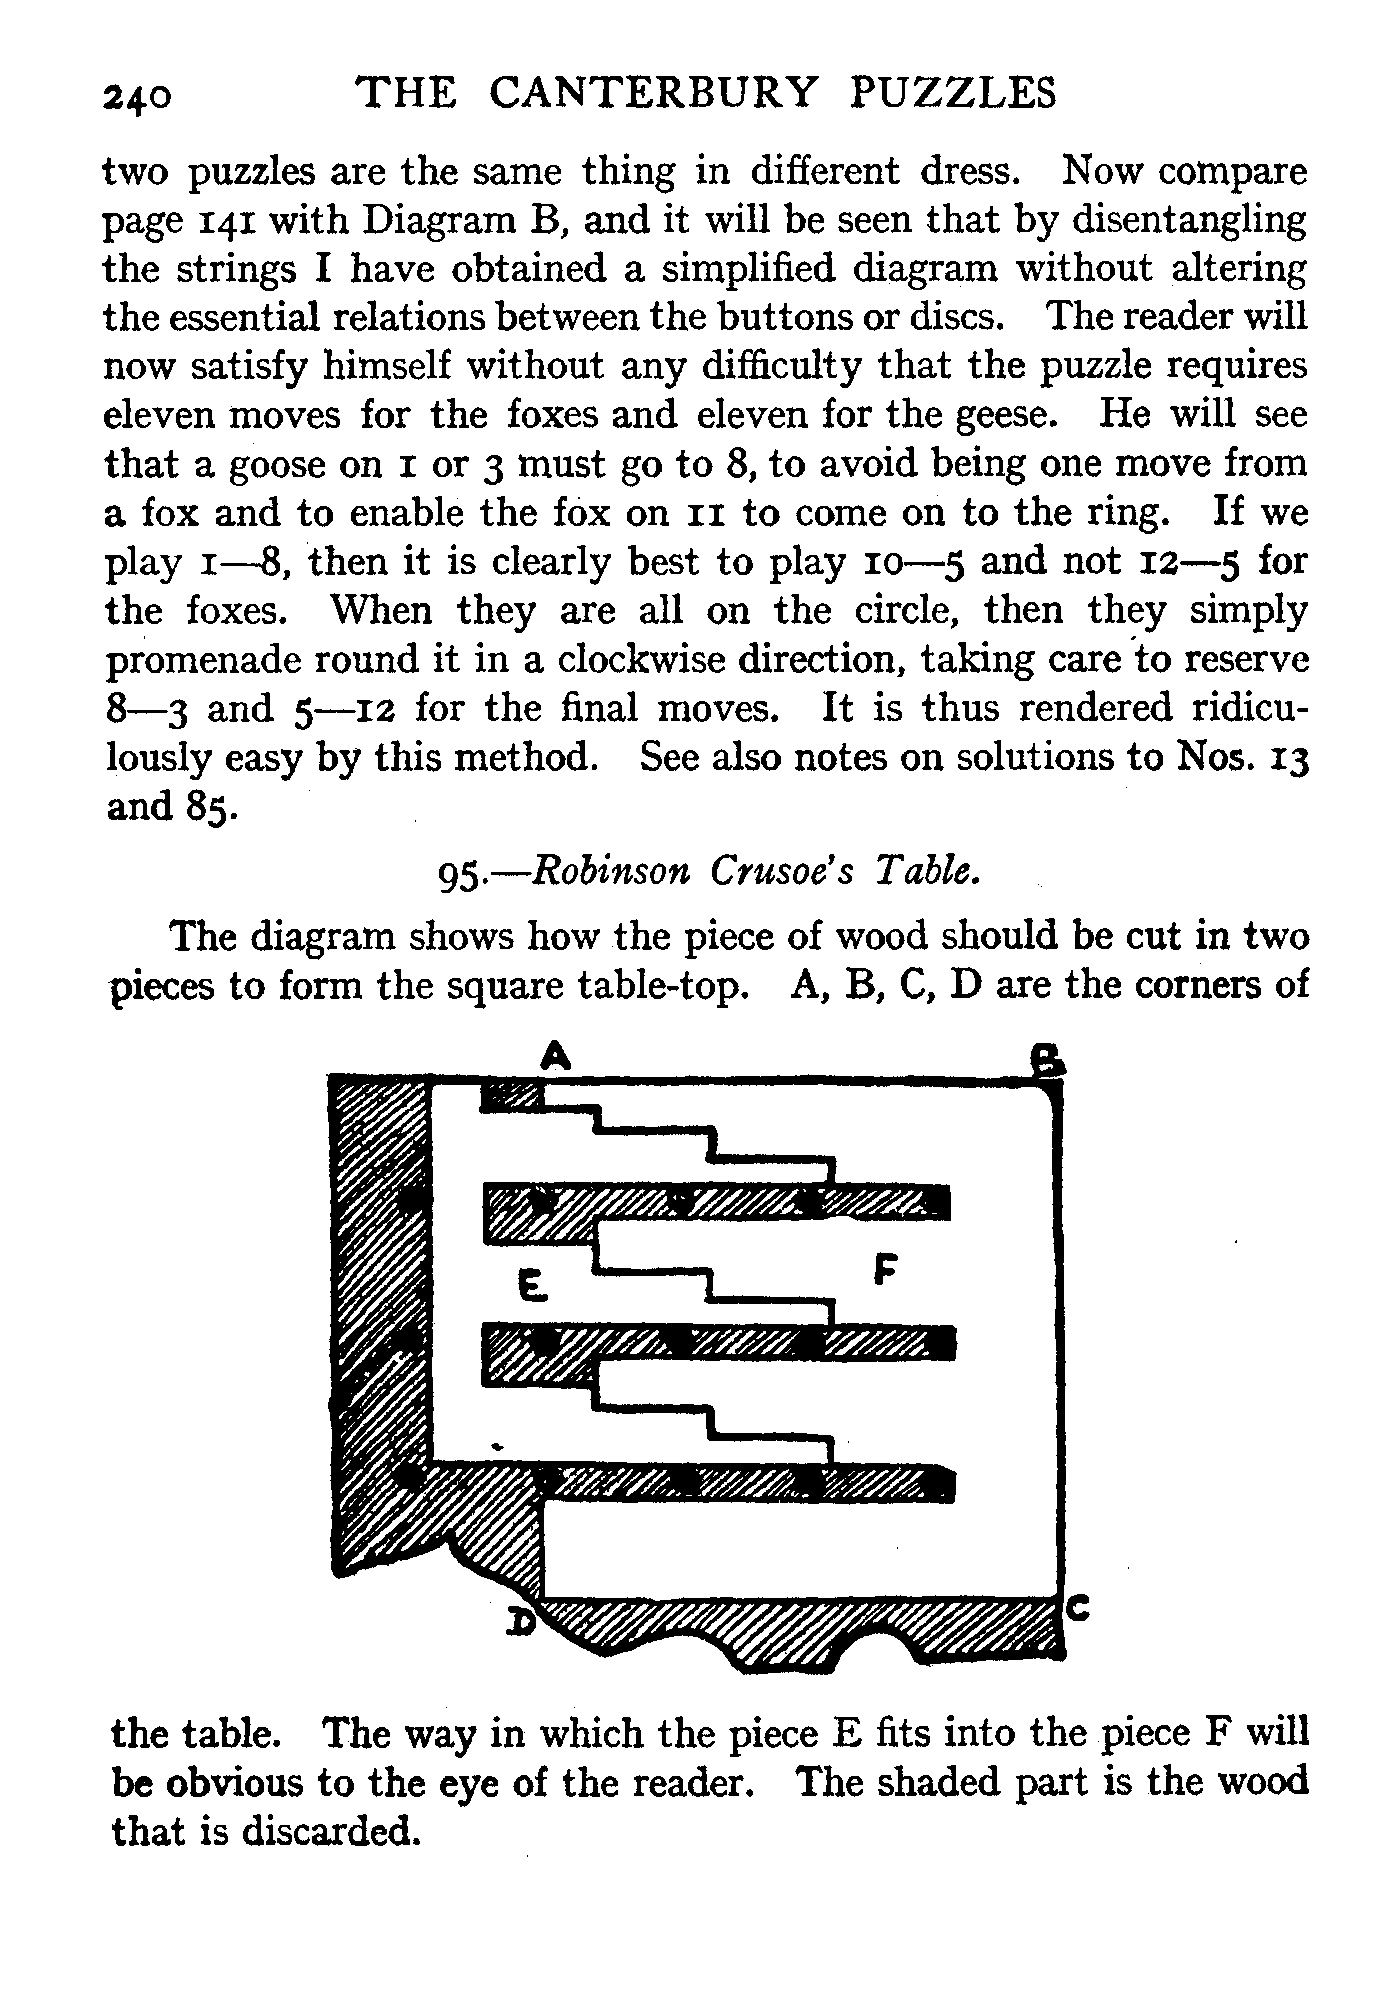 240 THE CANTERBURY PUZZLES
two puzzles are the same thing in different dress. Now compare
page 141 with Diagram B, and it will be seen that by disentangling
the strings I have obtained a simplified diagram without altering
the essential relations between the buttons or discs. The reader will
now satisfy himself without any difficulty that the puzzle requires
eleven moves for the foxes and eleven for the geese. He will see
that a goose on 1 or 3 must go to 8, to avoid being one move from
a fox and to enable the fox on 11 to come on to the ring. If we
play 1—8, then it is clearly best to play 10—5 and not 12—5 for
the foxes. When they are all on the circle, then they simply
promenade round it in a clockwise direction, taking care to reserve
8—3 and 5—12 for the final moves. It is thus rendered ridicu-
lously easy by this method. See also notes on solutions to Nos. 13
and 85.
95.—Robinson Crusoe's Table.
The diagram shows how the piece of wood should be cut in two
pieces to form the square table-top. A, B, C, D are the corners of
A B
E F
D C
the table. The way in which the piece E fits into the piece F will
be obvious to the eye of the reader. The shaded part is the wood
that is discarded.